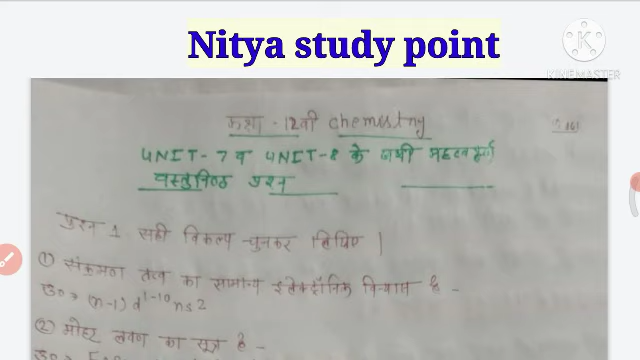 Nitya study point
KINEMASTER
कक्षा - 12वी chemistry
UNIT-7 व UNIT-8 के सभी महत्वपूर्ण
वस्तुनिष्ठ प्रश्न
प्रश्न 1 सही विकल्प चुनकर लिखिए |
① संक्रमण तत्व का सामान्य इलेक्ट्रॉनिक विन्यास है -
उ० → (n-1) d¹⁻¹⁰ ns²
② मोहर लवण का सूत्र है -
उ० →